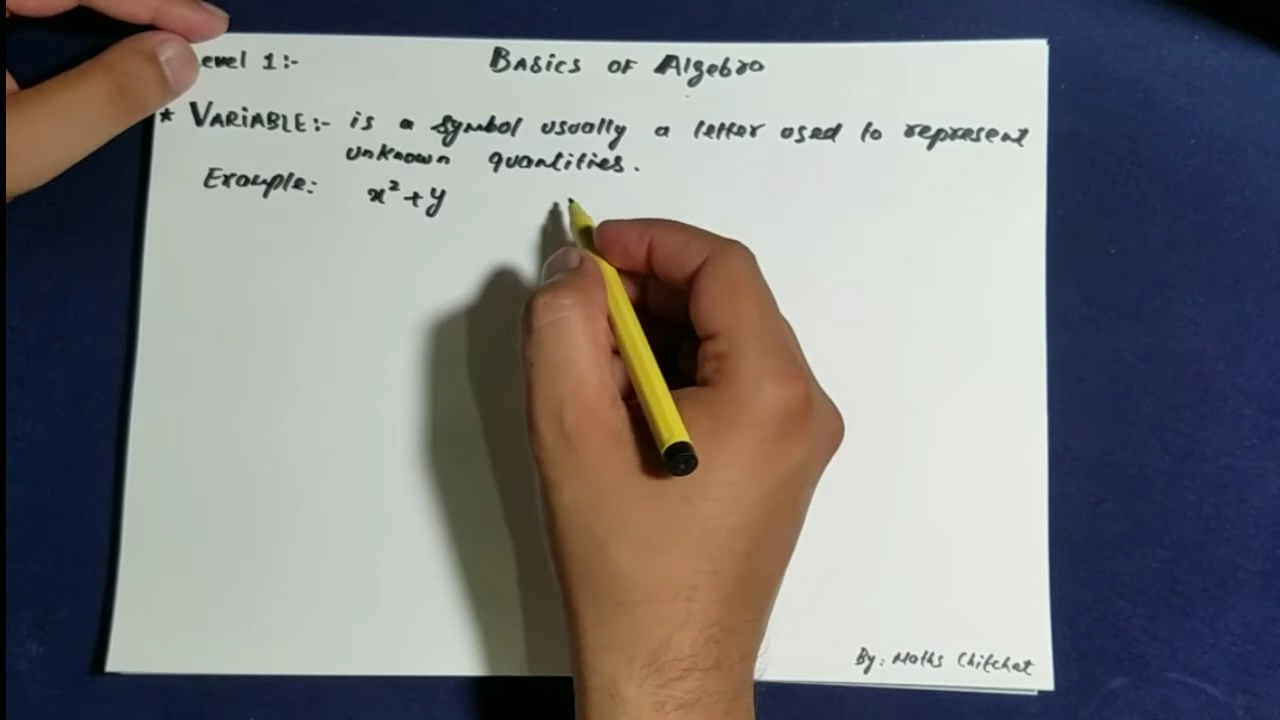 evel 1:-
Basics of Algebra
* VARiABLE:- is a symbol usually a letter used to represent
unknown quantities.
Example: x²+y
By: Maths Chitchat